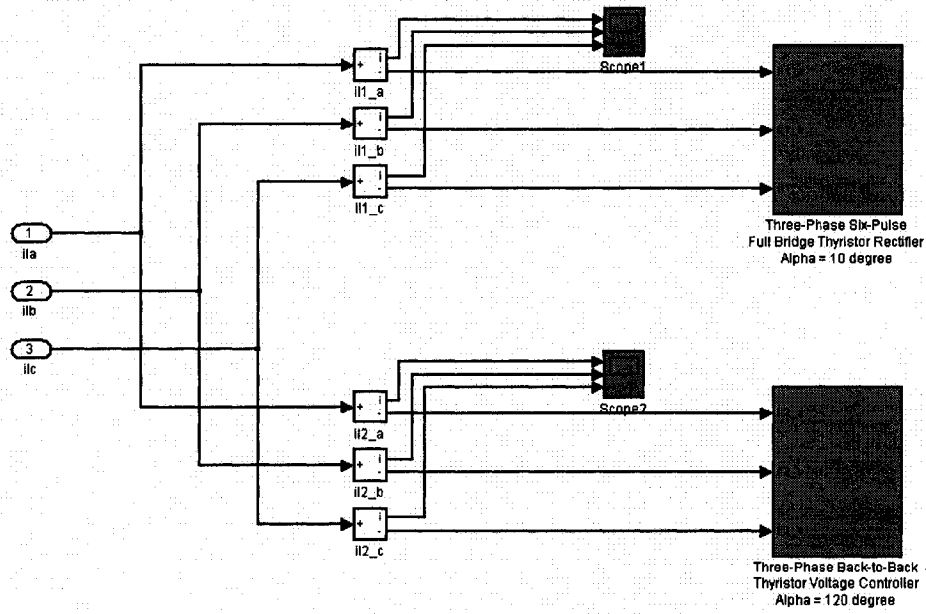 Scope1
+ i -
il1_a
+ i -
il1_b
+ i -
il1_c
Three-Phase Six-Pulse
Full Bridge Thyristor Rectifier
Alpha = 10 degree
1
ila
2
ilb
3
ilc
Scope2
+ i -
il2_a
+ i -
il2_b
+ i -
il2_c
Three-Phase Back-to-Back
Thyristor Voltage Controller
Alpha = 120 degree